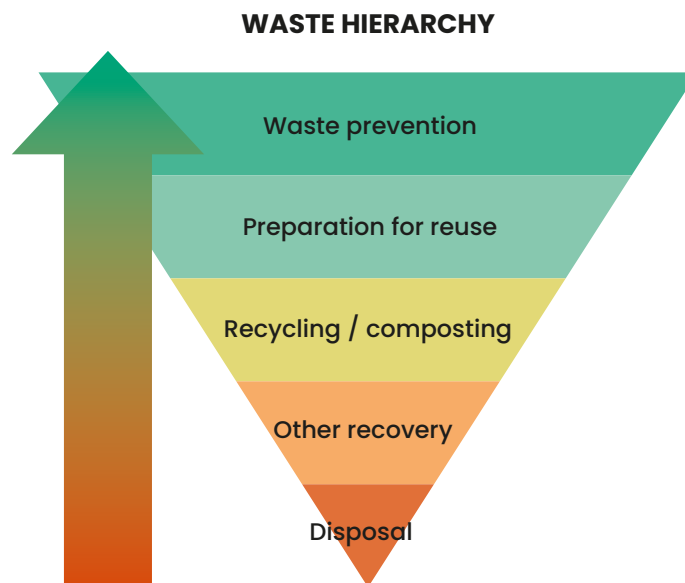 WASTE HIERARCHY
Waste prevention
Preparation for reuse
Recycling / composting
Other recovery
Disposal